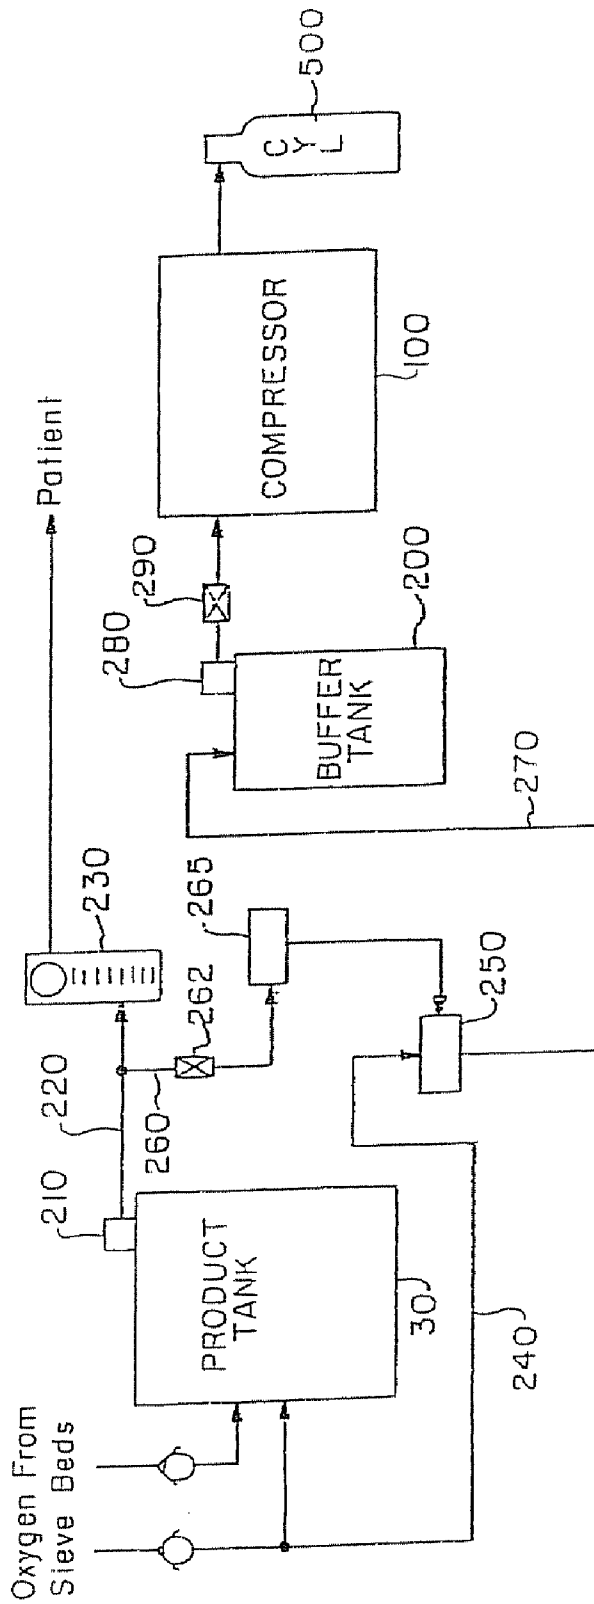 Oxygen From
Sieve Beds
PRODUCT
TANK
30
210
220
260
262
265
230
Patient
240
250
270
BUFFER
TANK
200
280
290
COMPRESSOR
100
CYL
500